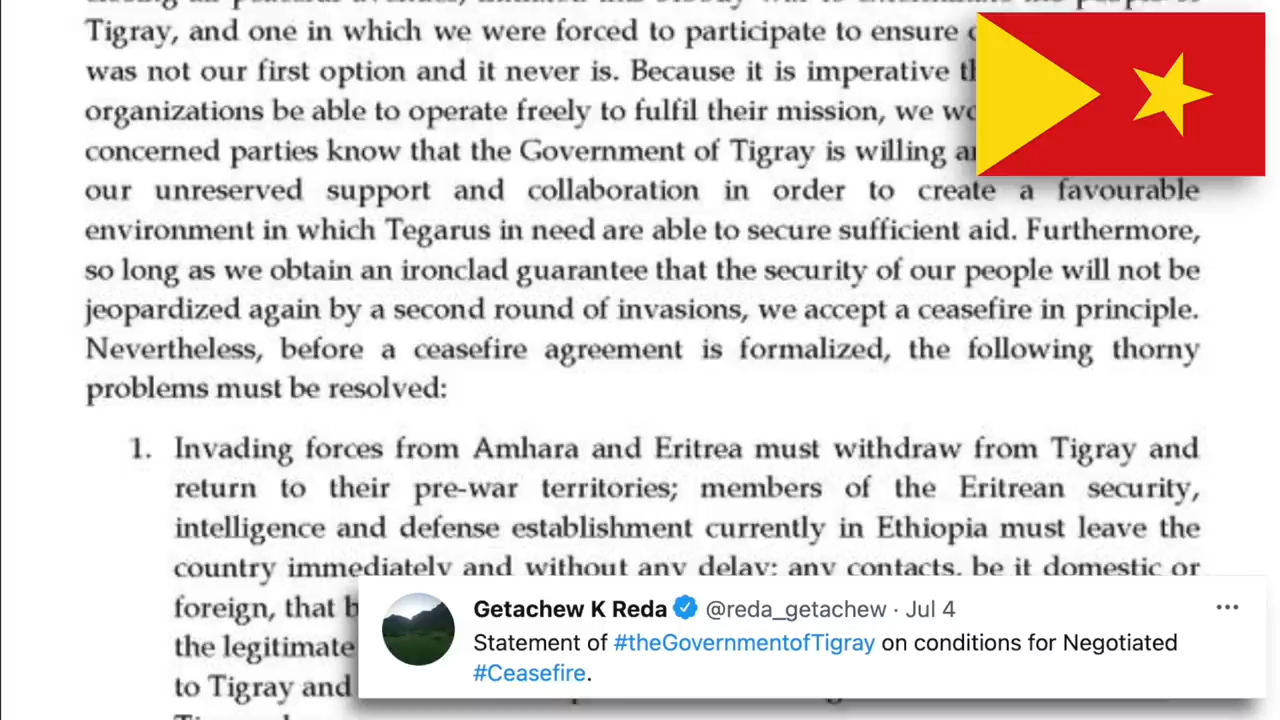 Tigray, and one in which we were forced to participate to ensure
was not our first option and it never is. Because it is imperative
organizations be able to operate freely to fulfil their mission, we
concerned parties know that the Government of Tigray is willing
our unreserved support and collaboration in order to create a favourable
environment in which Tegarus in need are able to secure sufficient aid. Furthermore,
so long as we obtain an ironclad guarantee that the security of our people will not be
jeopardized again by a second round of invasions, we accept a ceasefire in principle.
Nevertheless, before a ceasefire agreement is formalized, the following thorny
problems must be resolved:
1. Invading forces from Amhara and Eritrea must withdraw from Tigray and
return to their pre-war territories; members of the Eritrean security,
intelligence and defense establishment currently in Ethiopia must leave the
country immediately and without any delay; any contacts, be it domestic or
foreign, that
the legitimate
to Tigray and
Getachew K Reda @reda_getachew · Jul 4
Statement of #theGovernmentofTigray on conditions for Negotiated
#Ceasefire.